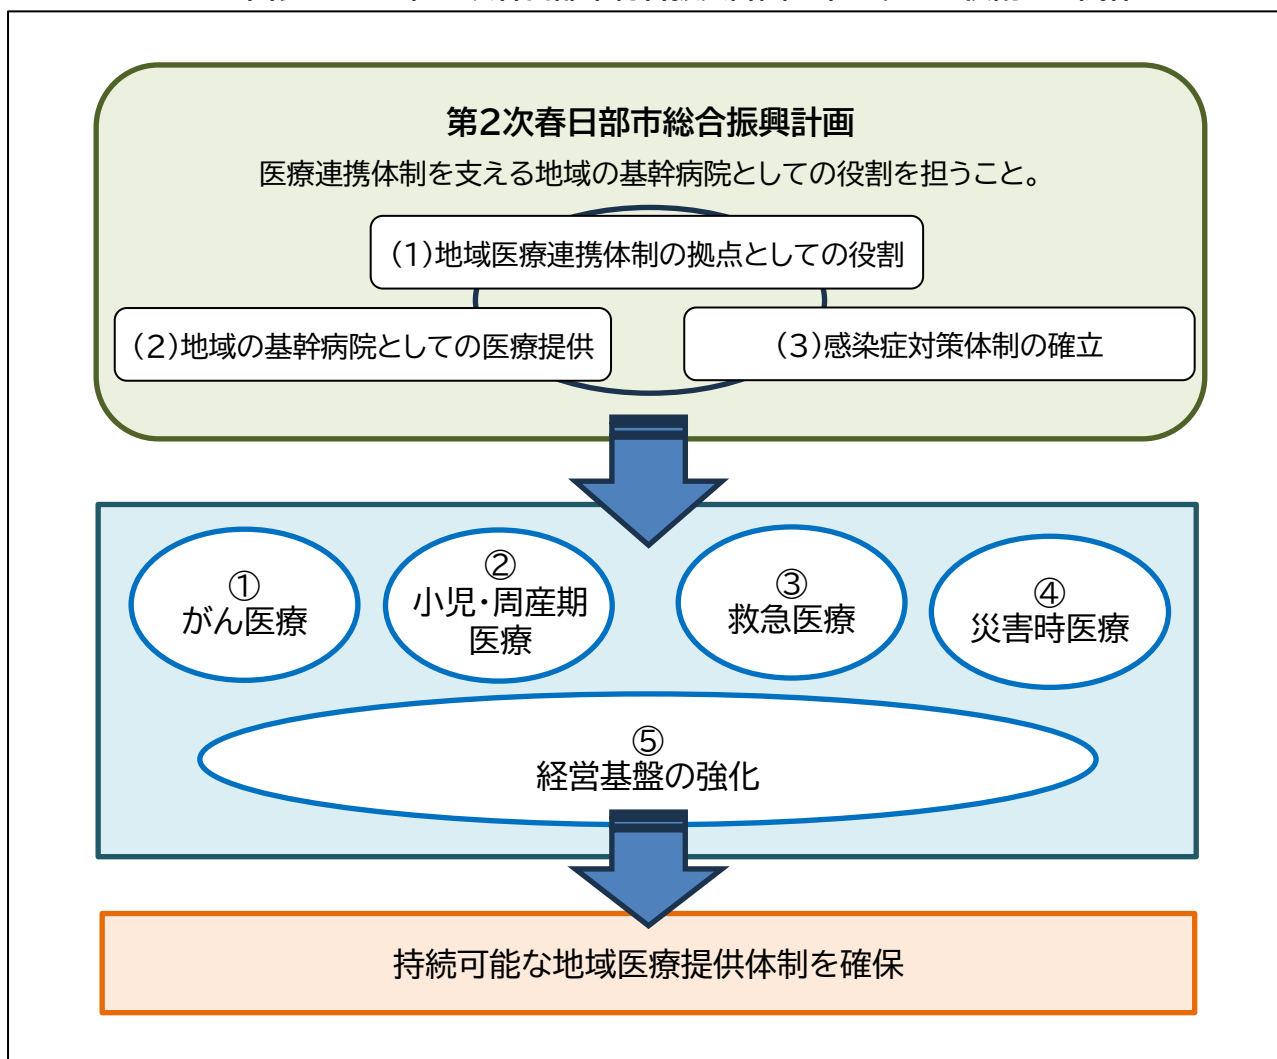 第2次春日部市総合振興計画
医療連携体制を支える地域の基幹病院としての役割を担うこと。
(1)地域医療連携体制の拠点としての役割
(2)地域の基幹病院としての医療提供
(3)感染症対策体制の確立
①
がん医療
②
小児・周産期
医療
③
救急医療
④
災害時医療
⑤
経営基盤の強化
持続可能な地域医療提供体制を確保